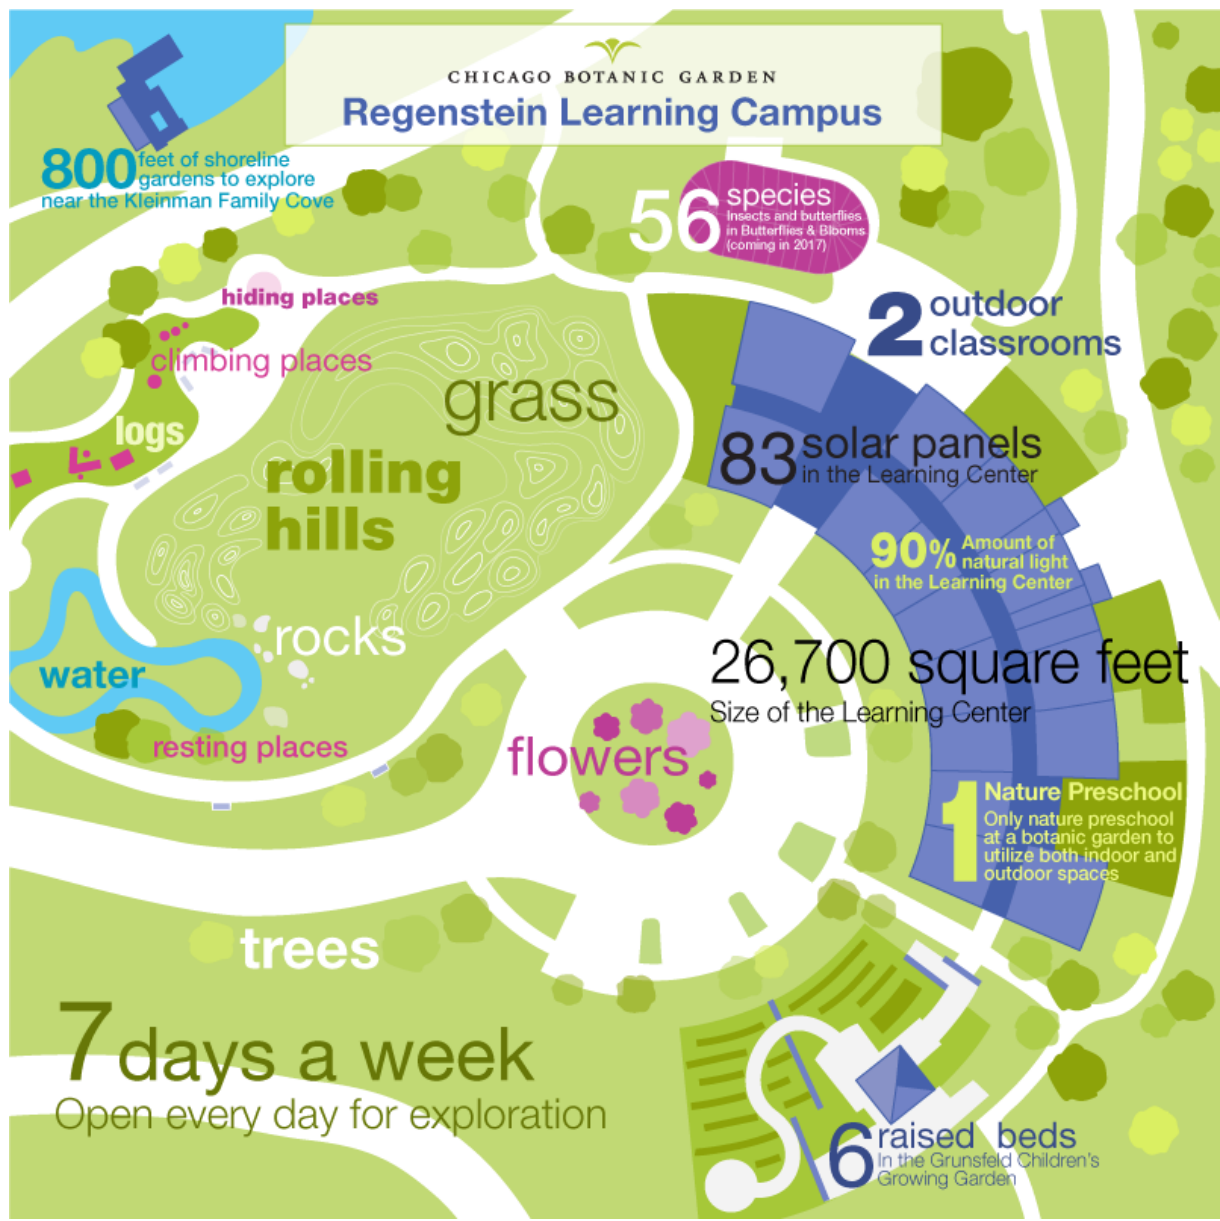 CHICAGO BOTANIC GARDEN
Regenstein Learning Campus
800 feet of shoreline
gardens to explore
near the Kleinman Family Cove
56 species
Insects and butterflies
in Butterflies & Blooms
(coming in 2017)
hiding places
climbing places
logs
grass
rolling
hills
2 outdoor
classrooms
83 solar panels
in the Learning Center
90% Amount of
natural light
in the Learning Center
rocks
water
resting places
26,700 square feet
Size of the Learning Center
flowers
1 Nature Preschool
Only nature preschool
at a botanic garden to
utilize both indoor and
outdoor spaces
trees
7 days a week
Open every day for exploration
6 raised beds
In the Grunsfeld Children's
Growing Garden